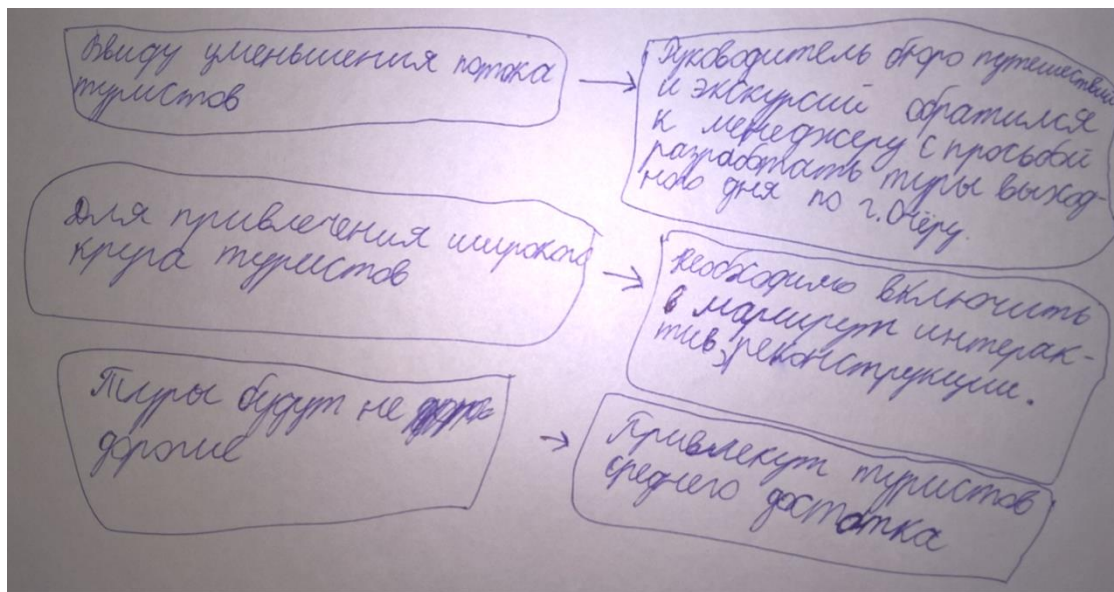 Ввиду уменьшения потока
туристов
Руководитель бюро путешествий
и экскурсий обратился
к менеджеру с просьбой
разработать туры выход-
ного дня по г. Очёру.
Для привлечения широкого
круга туристов
Необходимо включить
в маршрут интерак-
тив, реконструкции.
Туры будут не
дорогие
Привлекут туристов
среднего достатка